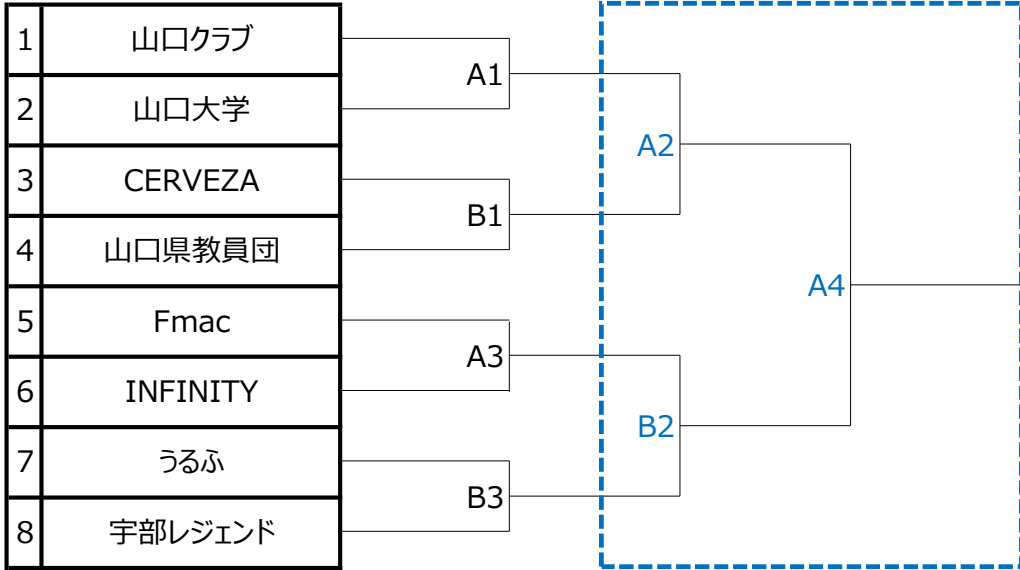 1 山口クラブ
2 山口大学
3 CERVEZA
4 山口県教員団
5 Fmac
6 INFINITY
7 うるふ
8 宇部レジェンド
A1
B1
A3
B3
A2
B2
A4